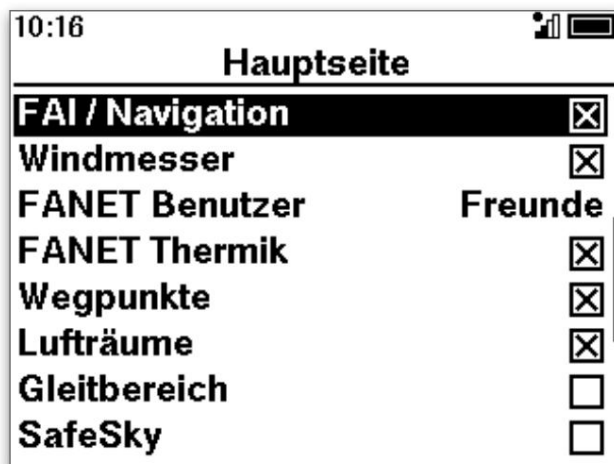 10:16
Hauptseite
FAI / Navigation
Windmesser
FANET Benutzer Freunde
FANET Thermik
Wegpunkte
Lufträume
Gleitbereich
SafeSky